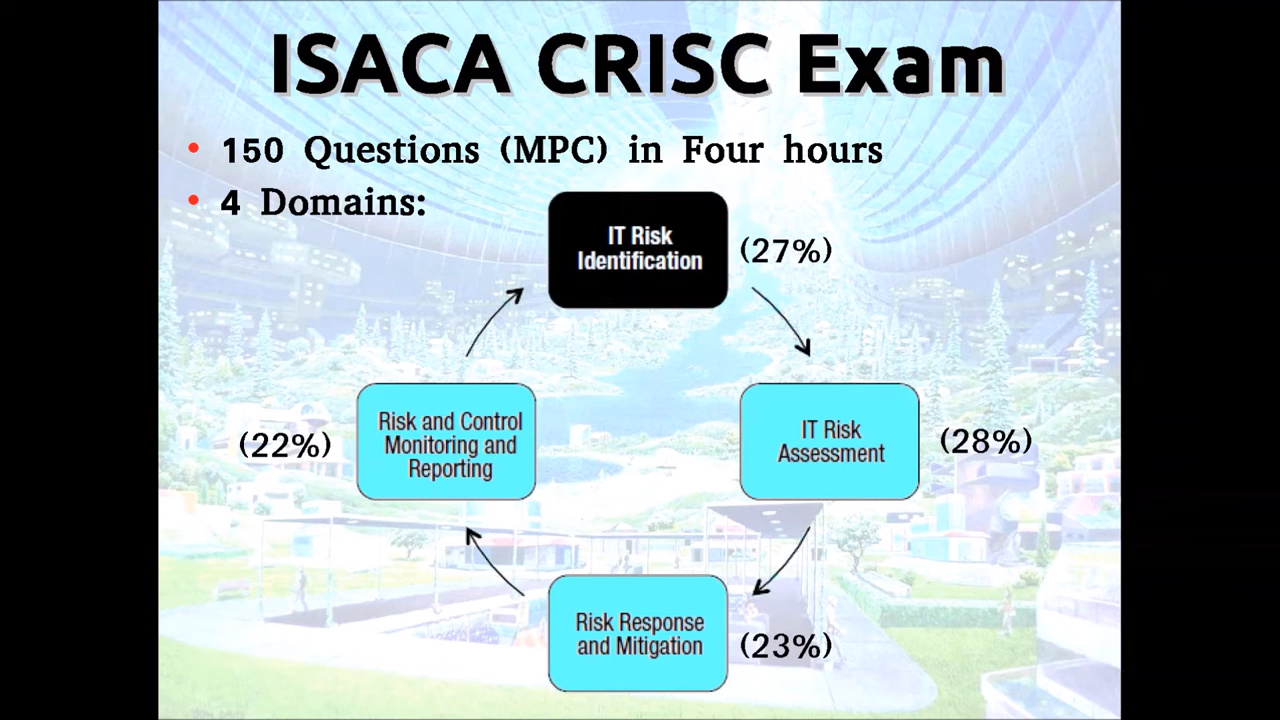 ISACA CRISC Exam
• 150 Questions (MPC) in Four hours
• 4 Domains:
IT Risk
Identification
(27%)
IT Risk
Assessment
(28%)
Risk Response
and Mitigation
(23%)
Risk and Control
Monitoring and
Reporting
(22%)